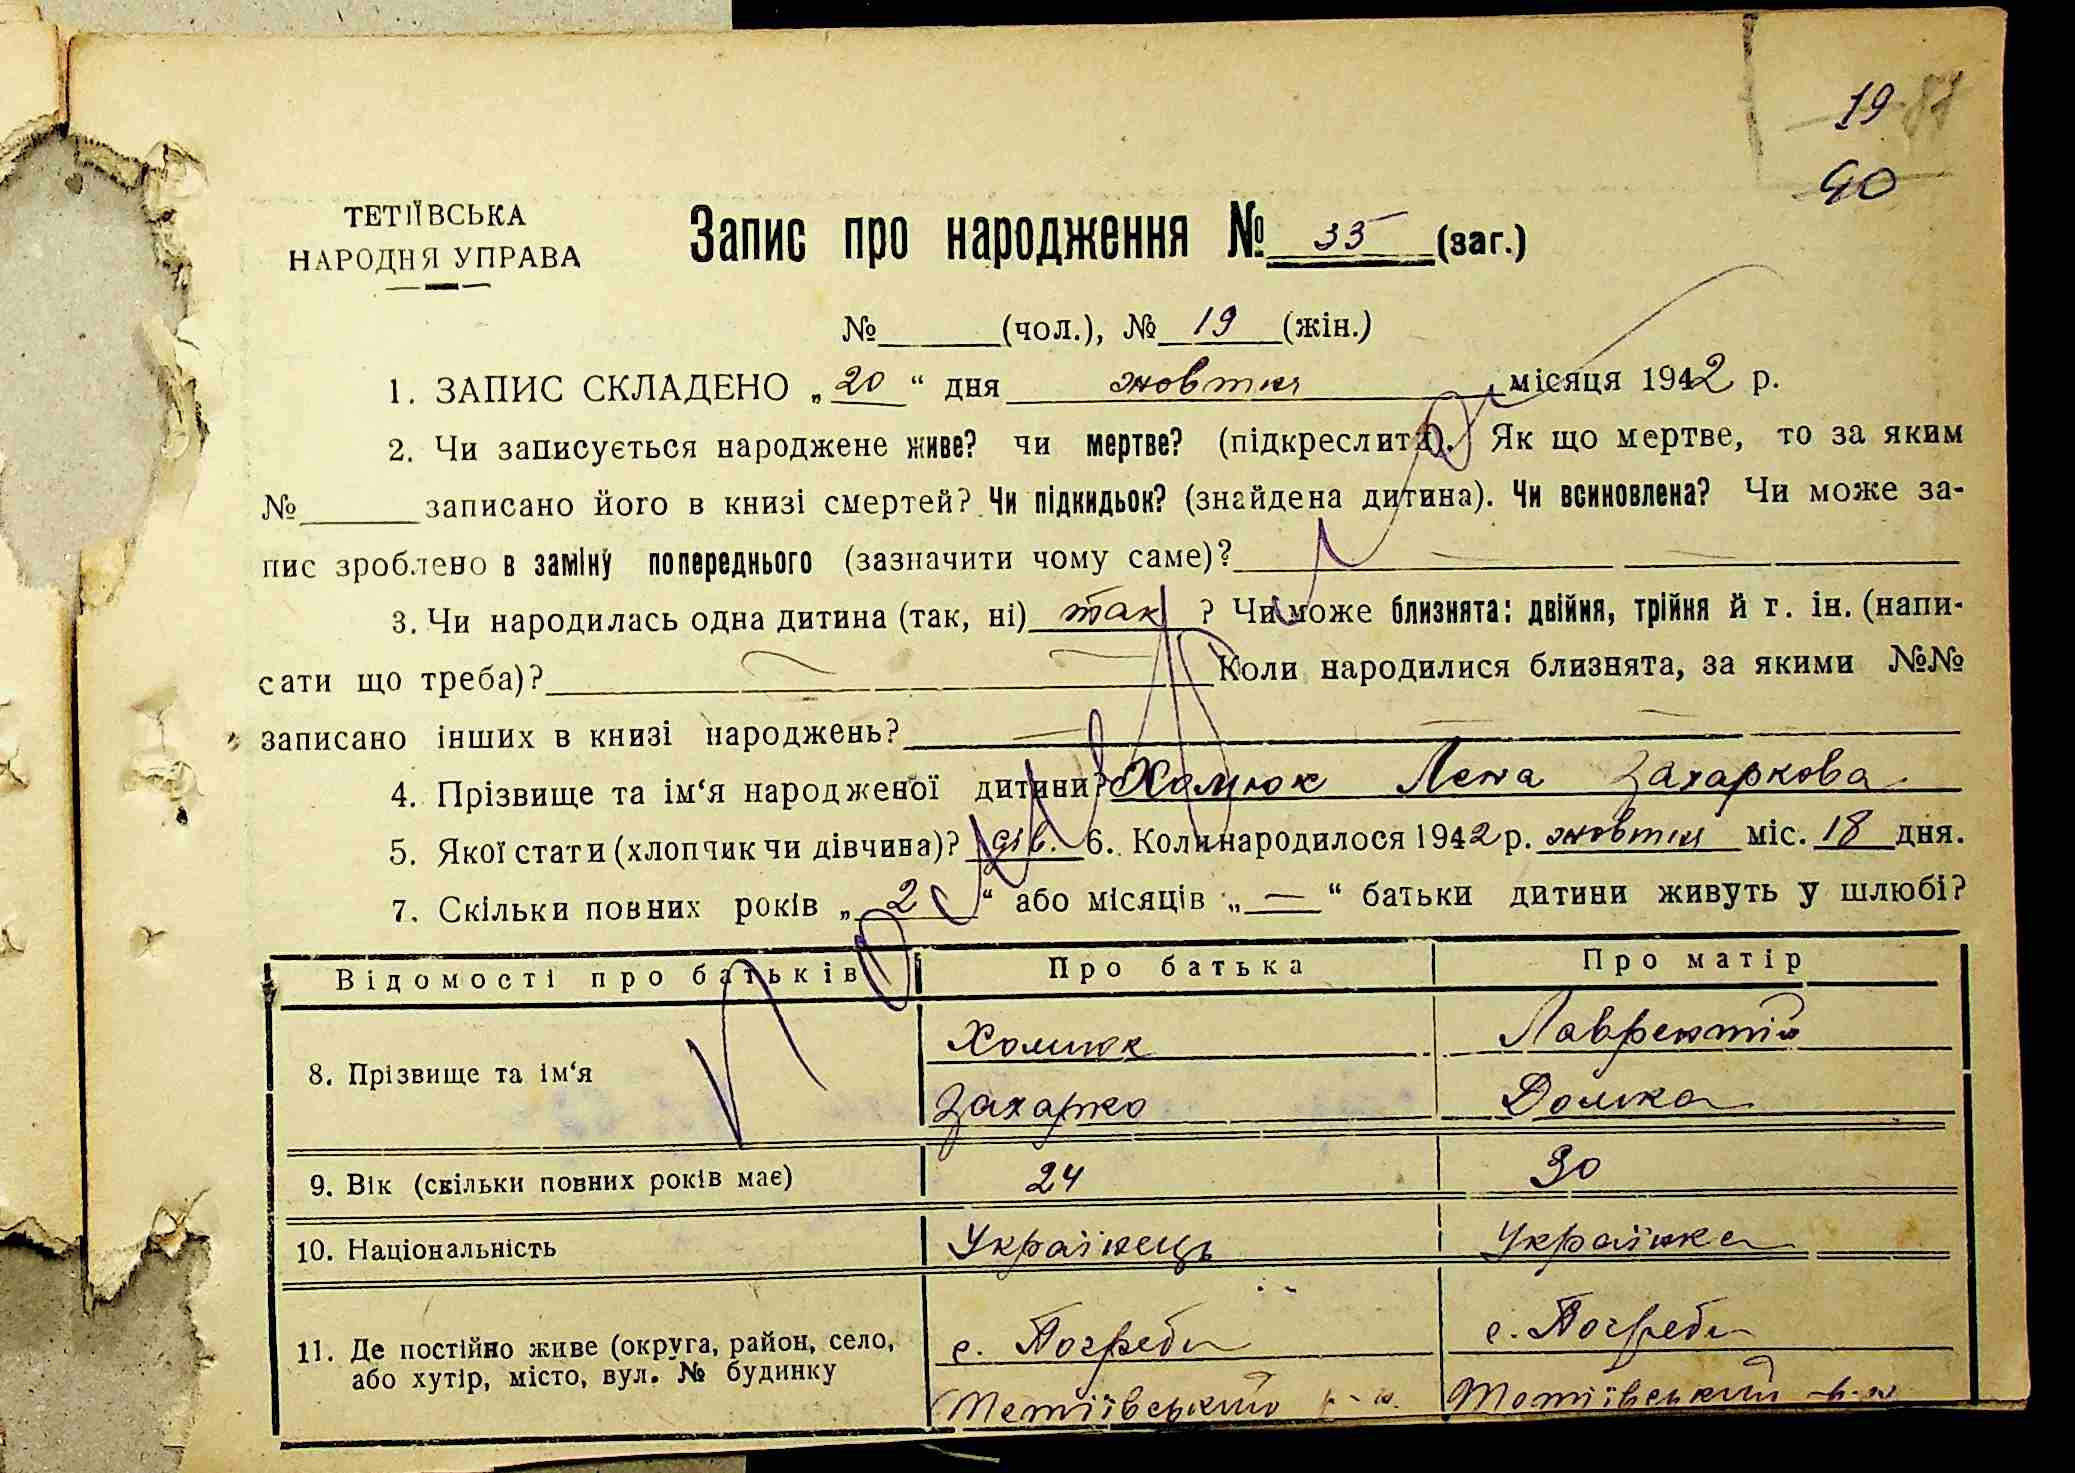 19 87
90
ТЕТІЇВСЬКА
НАРОДНЯ УПРАВА
Запис про народження № 35 (заг.)
№ (чол.), № 19 (жін.)
1. ЗАПИС СКЛАДЕНО „ 20 “ дня жовтня місяця 1942 р.
2. Чи записується народжене живе? чи мертве? (підкреслити). Як що мертве, то за яким
№ записано його в книзі смертей? Чи підкидьок? (знайдена дитина). Чи всиновлена? Чи може за-
пис зроблено в заміну попереднього (зазначити чому саме)?
3. Чи народилась одна дитина (так, ні) так ? Чи може близнята: двійня, трійня й т. ін. (напи-
сати що треба)? Коли народилися близнята, за якими №№
записано інших в книзі народжень?
4. Прізвище та ім‘я народженої дитини? Хомюк Лена Захаркова
5. Якої стати (хлопчик чи дівчина)? дів. 6. Коли народилося 1942 р. жовтня міс. 18 дня.
7. Скільки повних років „ 2 “ або місяців „ — “ батьки дитини живуть у шлюбі?
Відомості про батьків Про батька Про матір
8. Прізвище та ім‘я Хомюк Захарко Лаврентій Домка
9. Вік (скільки повних років має) 24 30
10. Національність Українець Українка
11. Де постійно живе (округа, район, село, с. Погреби с. Погреби
або хутір, місто, вул. № будинку Тетіївський р-н. Тетіївський р-н